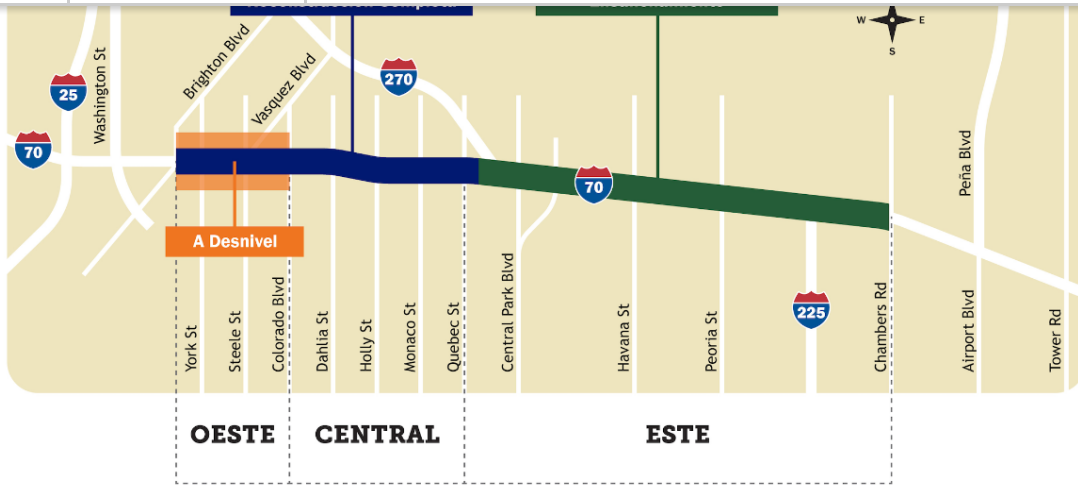 W E
S
Brighton Blvd
Vasquez Blvd
Washington St
25
270
70
70
Peña Blvd
A Desnivel
225
York St
Steele St
Colorado Blvd
Dahlia St
Holly St
Monaco St
Quebec St
Central Park Blvd
Havana St
Peoria St
Chambers Rd
Airport Blvd
Tower Rd
OESTE
CENTRAL
ESTE